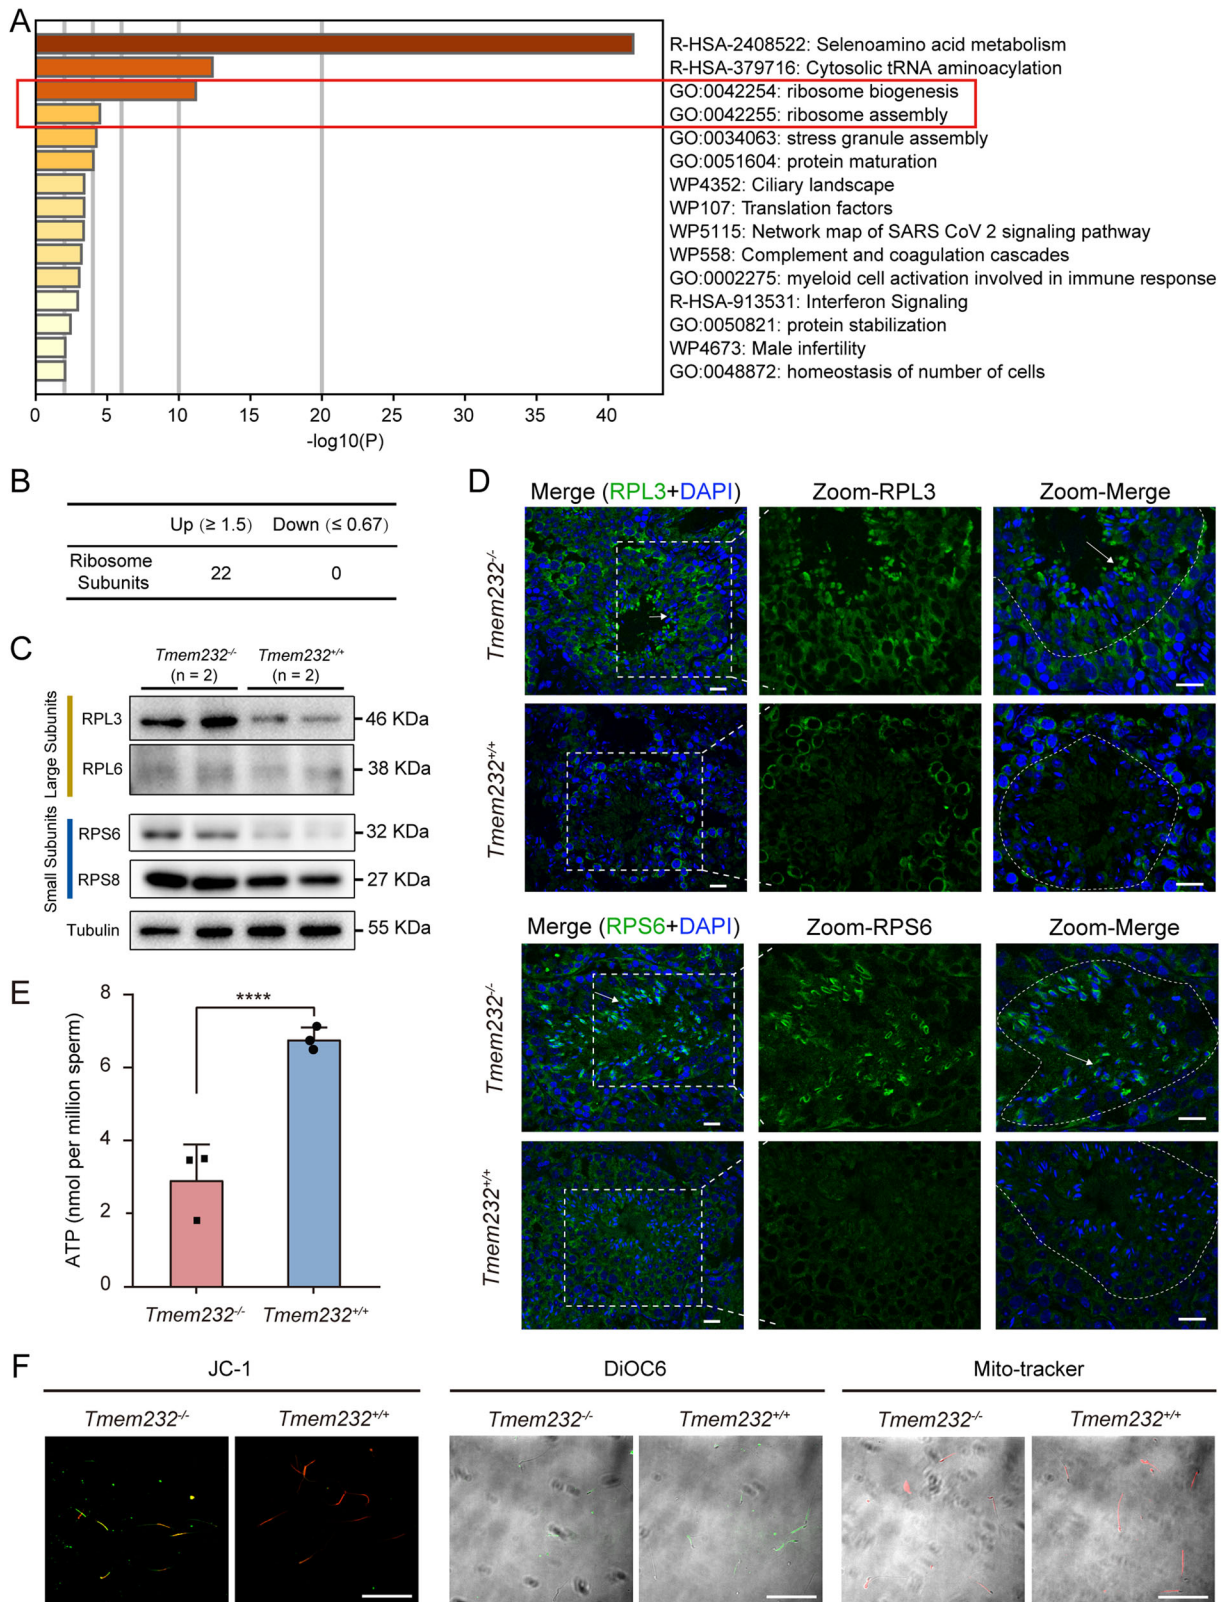 A
R-HSA-2408522: Selenoamino acid metabolism
R-HSA-379716: Cytosolic tRNA aminoacylation
GO:0042254: ribosome biogenesis
GO:0042255: ribosome assembly
GO:0034063: stress granule assembly
GO:0051604: protein maturation
WP4352: Ciliary landscape
WP107: Translation factors
WP5115: Network map of SARS CoV 2 signaling pathway
WP558: Complement and coagulation cascades
GO:0002275: myeloid cell activation involved in immune response
R-HSA-913531: Interferon Signaling
GO:0050821: protein stabilization
WP4673: Male infertility
GO:0048872: homeostasis of number of cells
0 5 10 15 20 25 30 35 40
-log10(P)
B
Up (≥ 1.5) Down (≤ 0.67)
Ribosome
Subunits
22 0
C
Tmem232-/- Tmem232+/+
(n = 2) (n = 2)
Large Subunits
RPL3 46 KDa
RPL6 38 KDa
Small Subunits
RPS6 32 KDa
RPS8 27 KDa
Tubulin 55 KDa
D
Merge (RPL3+DAPI) Zoom-RPL3 Zoom-Merge
Tmem232-/-
Tmem232+/+
Merge (RPS6+DAPI) Zoom-RPS6 Zoom-Merge
Tmem232-/-
Tmem232+/+
E
ATP (nmol per million sperm)
8
6
4
2
0
****
Tmem232-/- Tmem232+/+
F
JC-1 DiOC6 Mito-tracker
Tmem232-/- Tmem232+/+ Tmem232-/- Tmem232+/+ Tmem232-/- Tmem232+/+